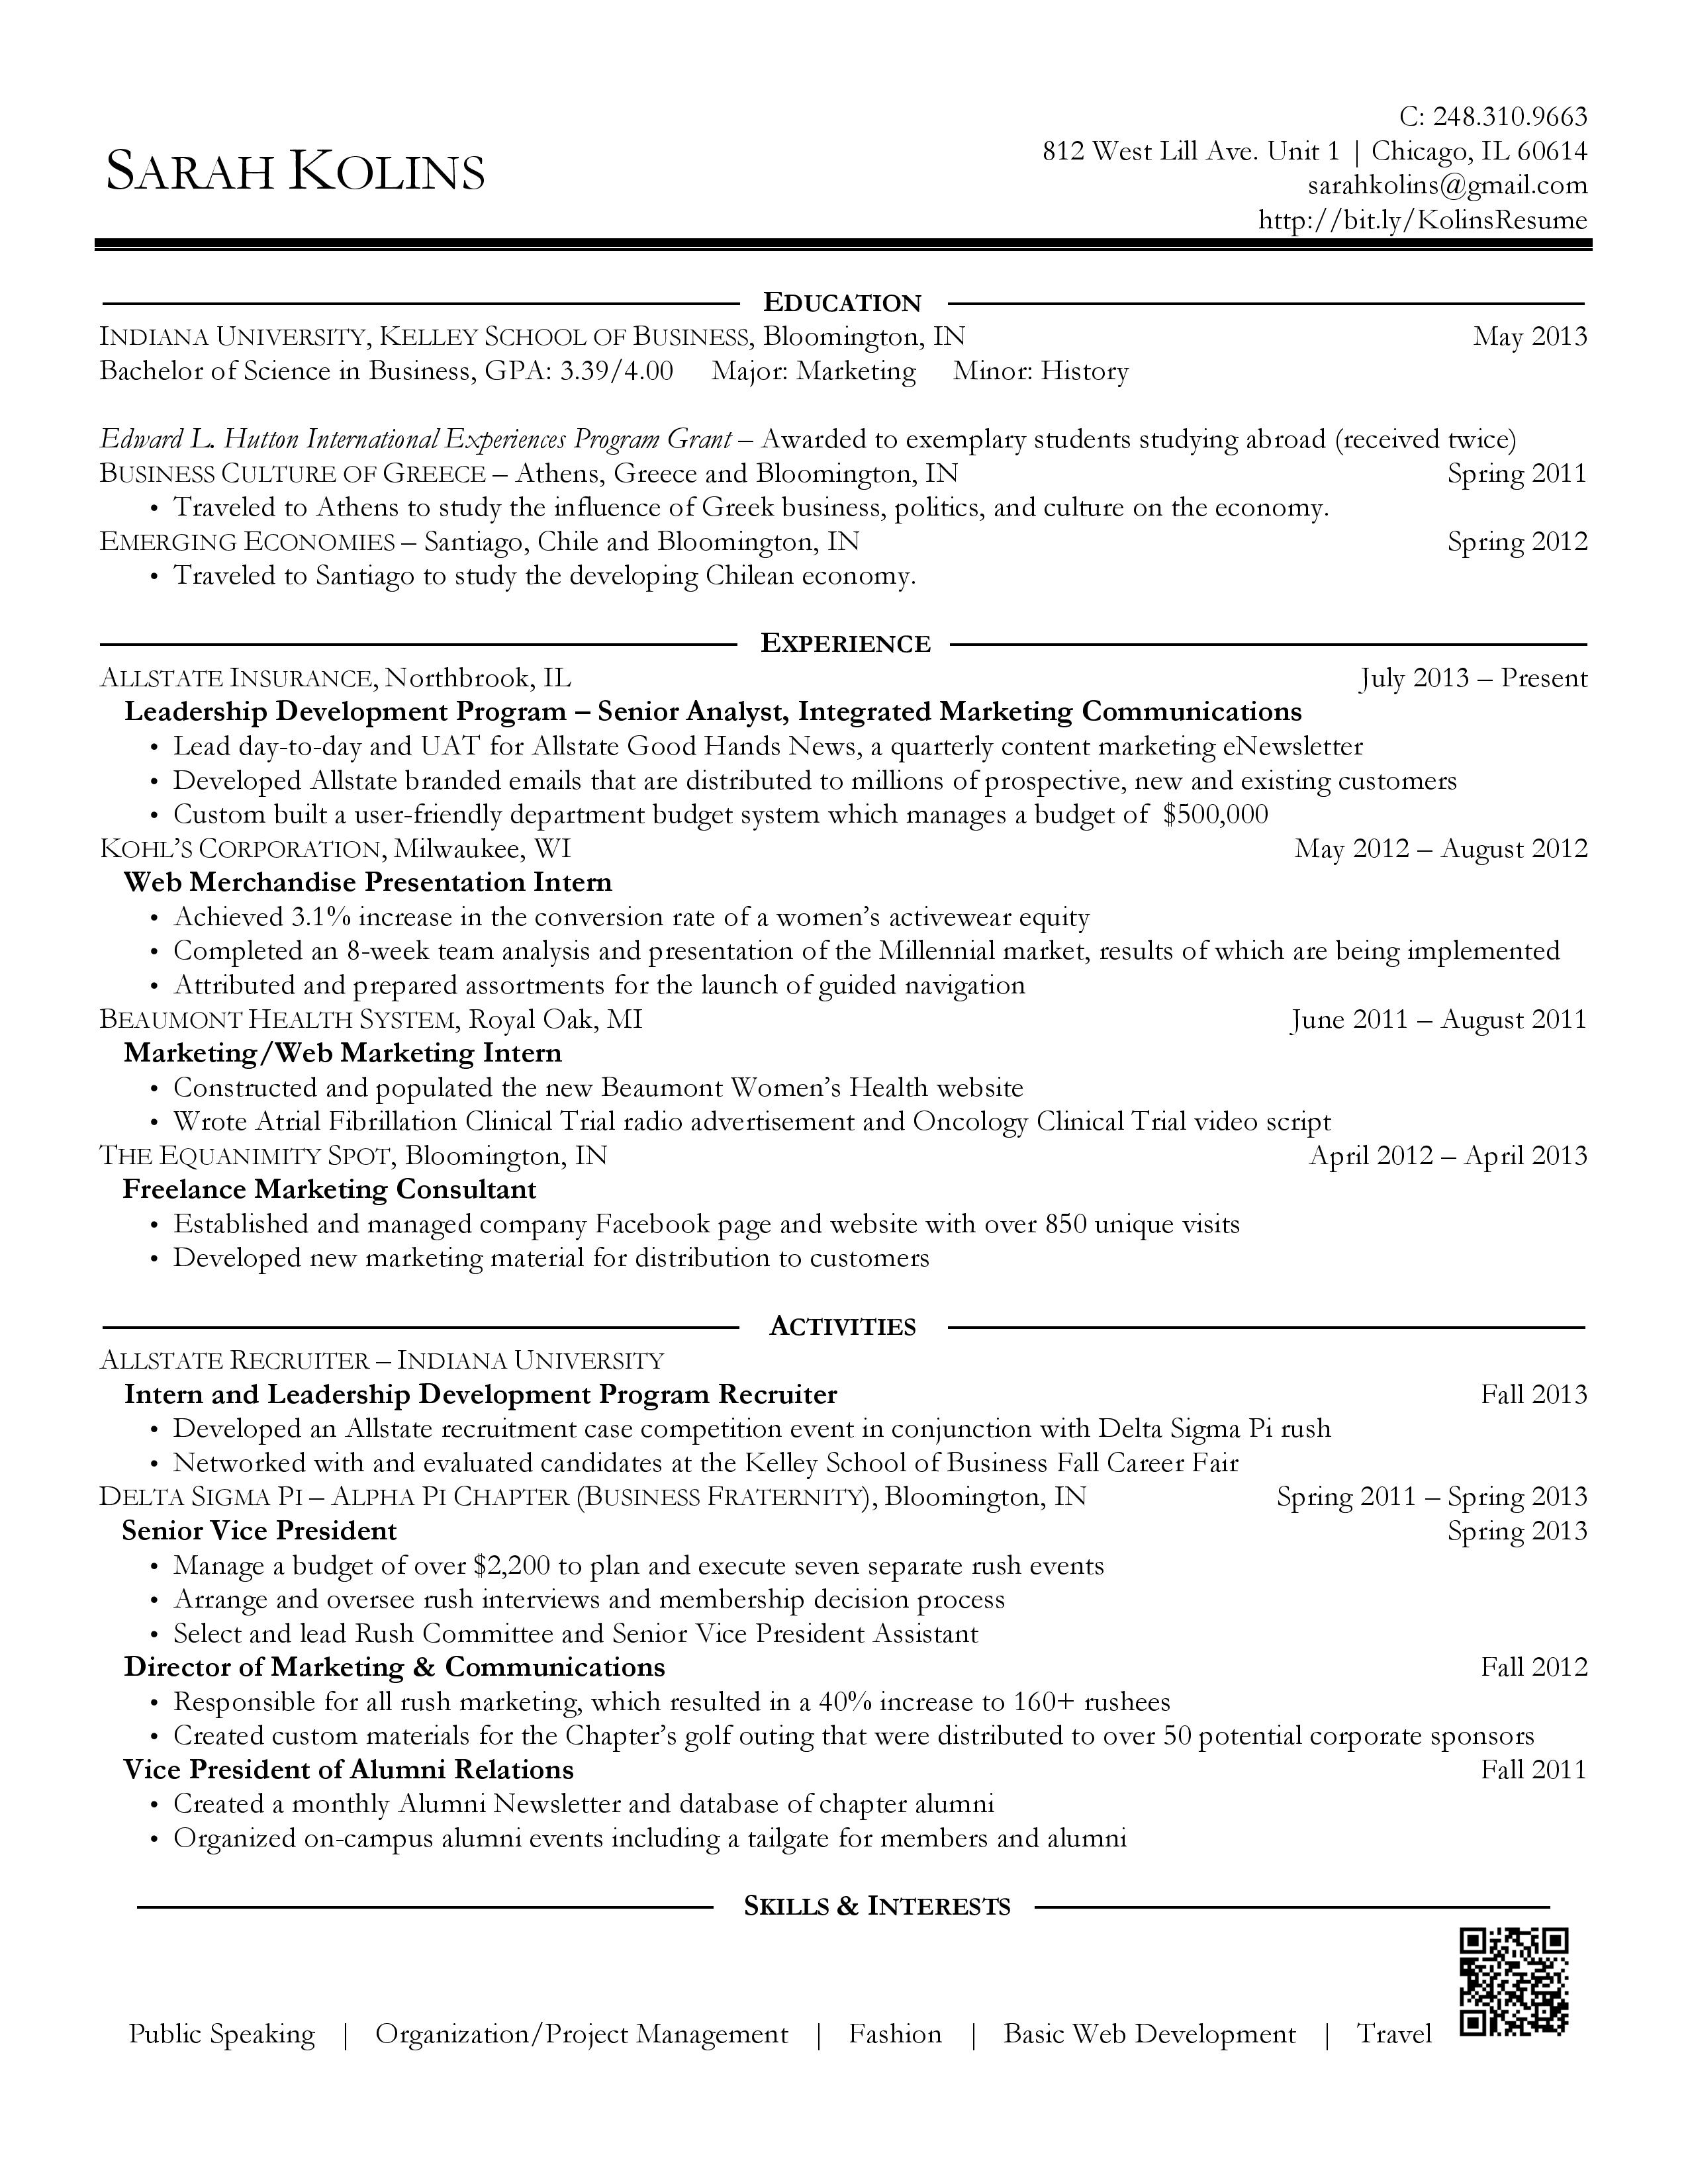 C: 248.310.9663
SARAH KOLINS
812 West Lill Ave. Unit 1 | Chicago, IL 60614
sarahkolins@gmail.com
http://bit.ly/KolinsResume
EDUCATION
INDIANA UNIVERSITY, KELLEY SCHOOL OF BUSINESS, Bloomington, IN May 2013
Bachelor of Science in Business, GPA: 3.39/4.00 Major: Marketing Minor: History
Edward L. Hutton International Experiences Program Grant – Awarded to exemplary students studying abroad (received twice)
BUSINESS CULTURE OF GREECE – Athens, Greece and Bloomington, IN Spring 2011
• Traveled to Athens to study the influence of Greek business, politics, and culture on the economy.
EMERGING ECONOMIES – Santiago, Chile and Bloomington, IN Spring 2012
• Traveled to Santiago to study the developing Chilean economy.
EXPERIENCE
ALLSTATE INSURANCE, Northbrook, IL July 2013 – Present
Leadership Development Program – Senior Analyst, Integrated Marketing Communications
• Lead day-to-day and UAT for Allstate Good Hands News, a quarterly content marketing eNewsletter
• Developed Allstate branded emails that are distributed to millions of prospective, new and existing customers
• Custom built a user-friendly department budget system which manages a budget of $500,000
KOHL'S CORPORATION, Milwaukee, WI May 2012 – August 2012
Web Merchandise Presentation Intern
• Achieved 3.1% increase in the conversion rate of a women's activewear equity
• Completed an 8-week team analysis and presentation of the Millennial market, results of which are being implemented
• Attributed and prepared assortments for the launch of guided navigation
BEAUMONT HEALTH SYSTEM, Royal Oak, MI June 2011 – August 2011
Marketing/Web Marketing Intern
• Constructed and populated the new Beaumont Women's Health website
• Wrote Atrial Fibrillation Clinical Trial radio advertisement and Oncology Clinical Trial video script
THE EQUANIMITY SPOT, Bloomington, IN April 2012 – April 2013
Freelance Marketing Consultant
• Established and managed company Facebook page and website with over 850 unique visits
• Developed new marketing material for distribution to customers
ACTIVITIES
ALLSTATE RECRUITER – INDIANA UNIVERSITY
Intern and Leadership Development Program Recruiter Fall 2013
• Developed an Allstate recruitment case competition event in conjunction with Delta Sigma Pi rush
• Networked with and evaluated candidates at the Kelley School of Business Fall Career Fair
DELTA SIGMA PI – ALPHA PI CHAPTER (BUSINESS FRATERNITY), Bloomington, IN Spring 2011 – Spring 2013
Senior Vice President Spring 2013
• Manage a budget of over $2,200 to plan and execute seven separate rush events
• Arrange and oversee rush interviews and membership decision process
• Select and lead Rush Committee and Senior Vice President Assistant
Director of Marketing & Communications Fall 2012
• Responsible for all rush marketing, which resulted in a 40% increase to 160+ rushees
• Created custom materials for the Chapter's golf outing that were distributed to over 50 potential corporate sponsors
Vice President of Alumni Relations Fall 2011
• Created a monthly Alumni Newsletter and database of chapter alumni
• Organized on-campus alumni events including a tailgate for members and alumni
SKILLS & INTERESTS
Public Speaking | Organization/Project Management | Fashion | Basic Web Development | Travel